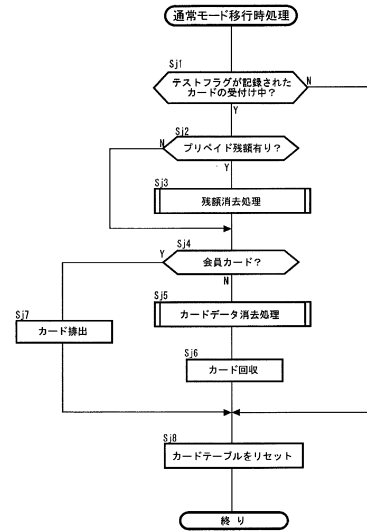 通常モード移行時処理
Sj1
テストフラグが記録された
カードの受付け中?
N
Y
Sj2
プリペイド残額有り?
N
Y
Sj3
残額消去処理
Sj4
会員カード?
Y
N
Sj5
カードデータ消去処理
Sj7
カード排出
Sj6
カード回収
Sj8
カードテーブルをリセット
終り